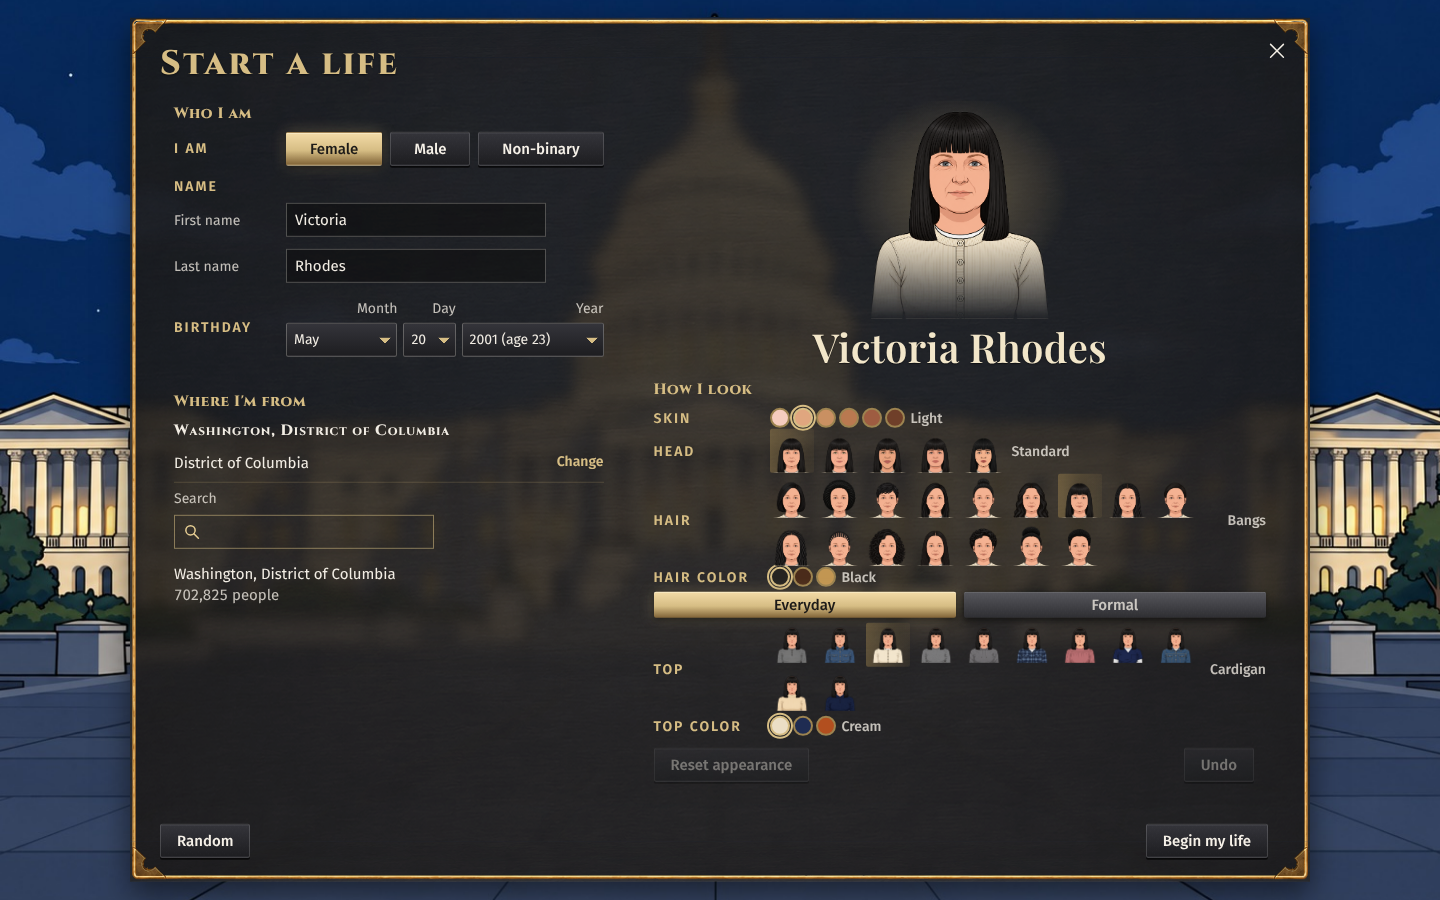 Start a life
Who I am
I AM
Female
Male
Non-binary
NAME
First name
Victoria
Last name
Rhodes
Month
Day
Year
BIRTHDAY
May
20
2001 (age 23)
Where I'm from
Washington, District of Columbia
District of Columbia
Change
Search
Washington, District of Columbia
702,825 people
Random
Victoria Rhodes
How I look
SKIN
Light
HEAD
Standard
HAIR
Bangs
HAIR COLOR
Black
Everyday
Formal
TOP
Cardigan
TOP COLOR
Cream
Reset appearance
Undo
Begin my life